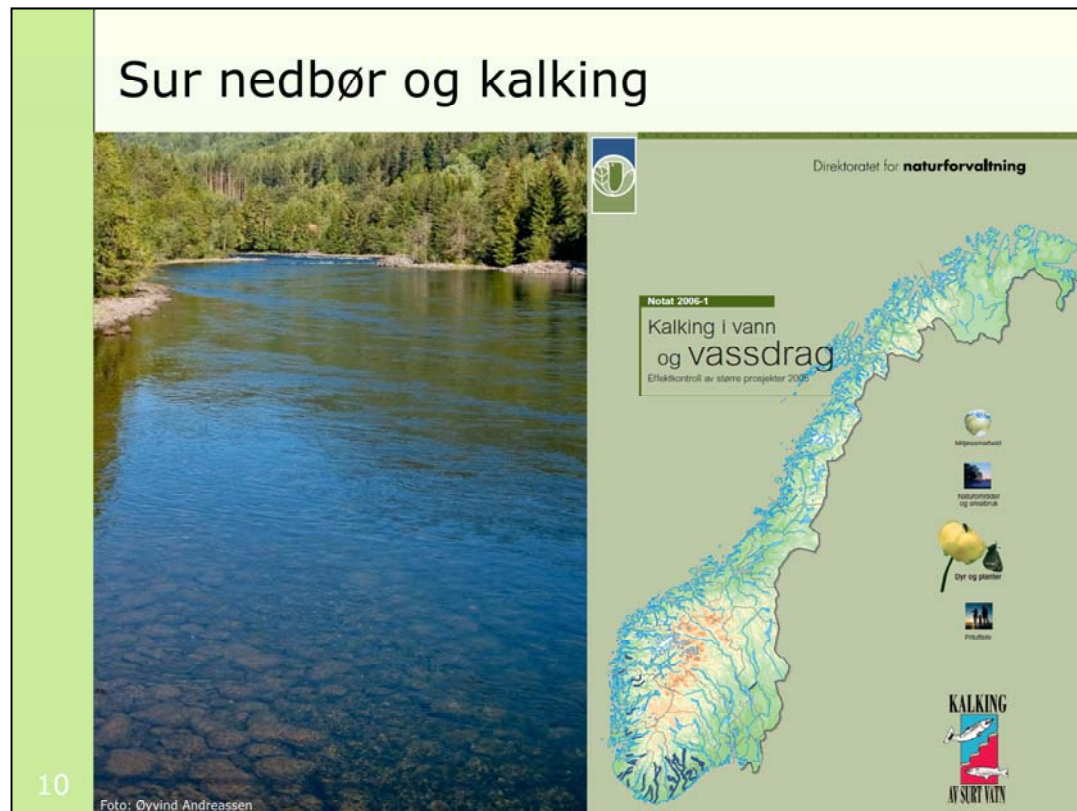 Sur nedbør og kalking
Direktoratet for naturforvaltning
Notat 2006-1
Kalking i vann
og vassdrag
Effektkontroll av større prosjekter 2005
Miljøsamarbeid
Naturområder
og arealbruk
Dyr og planter
Friluftsliv
KALKING
AV SURT VATN
10
Foto: Øyvind Andreassen